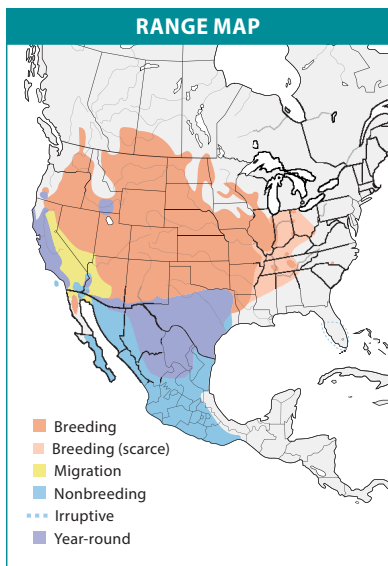 RANGE MAP
Breeding
Breeding (scarce)
Migration
Nonbreeding
Irruptive
Year-round